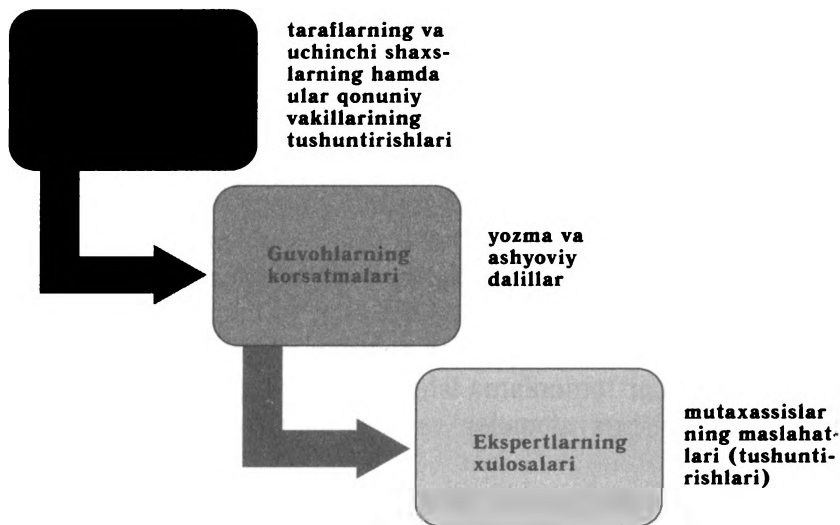 taraflarning va
uchinchi shaxs-
larning hamda
ular qonuniy
vakillarining
tushuntirishlari
Guvohlarning
korsatmalari
yozma va
ashyoviy
dalillar
Ekspertlarning
xulosalari
mutaxassislar
ning maslahat-
lari (tushunti-
rishlari)